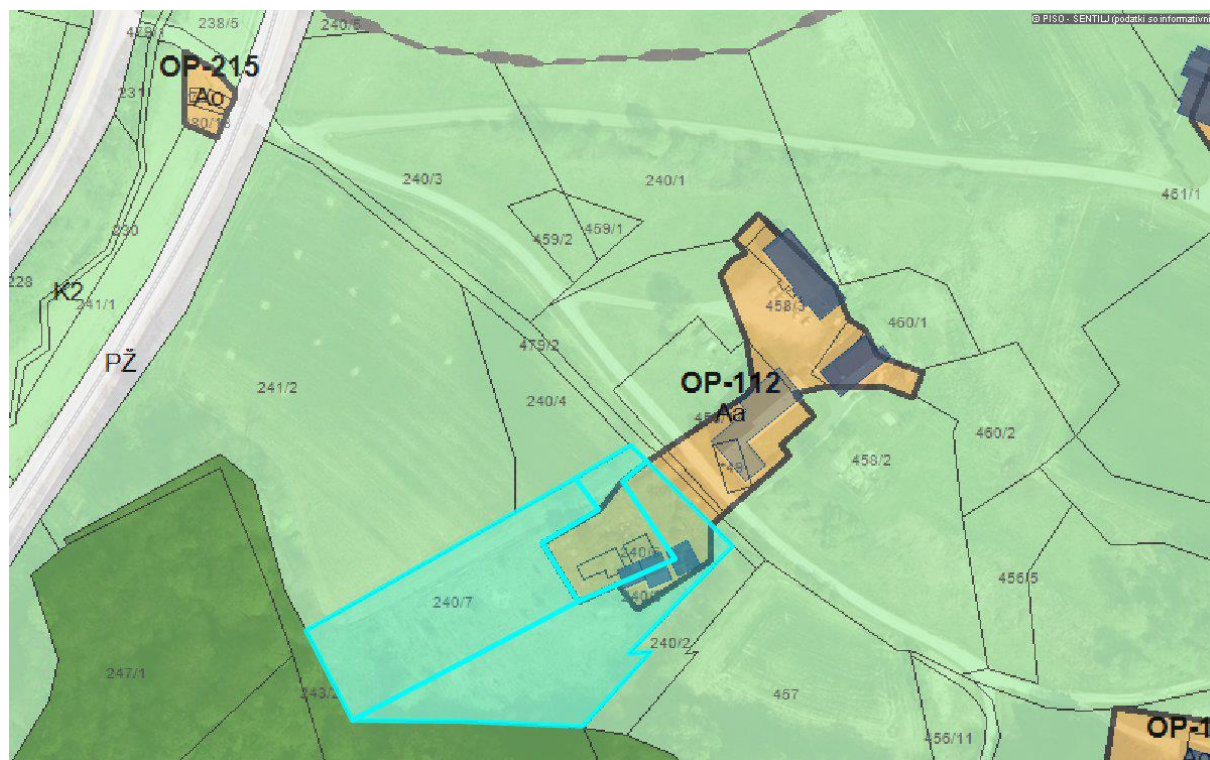 © PISO - SENTILJ (podatki so informativni
238/5
240/5
OP-215
Ao
231
240/3
240/1
461/1
459/1
459/2
230
228
K2
241/1
458/3
460/1
479/2
PŽ
OP-112
Aa
241/2
240/4
460/2
458/2
456/5
240/7
240/2
247/1
457
456/11
OP-1
Ao